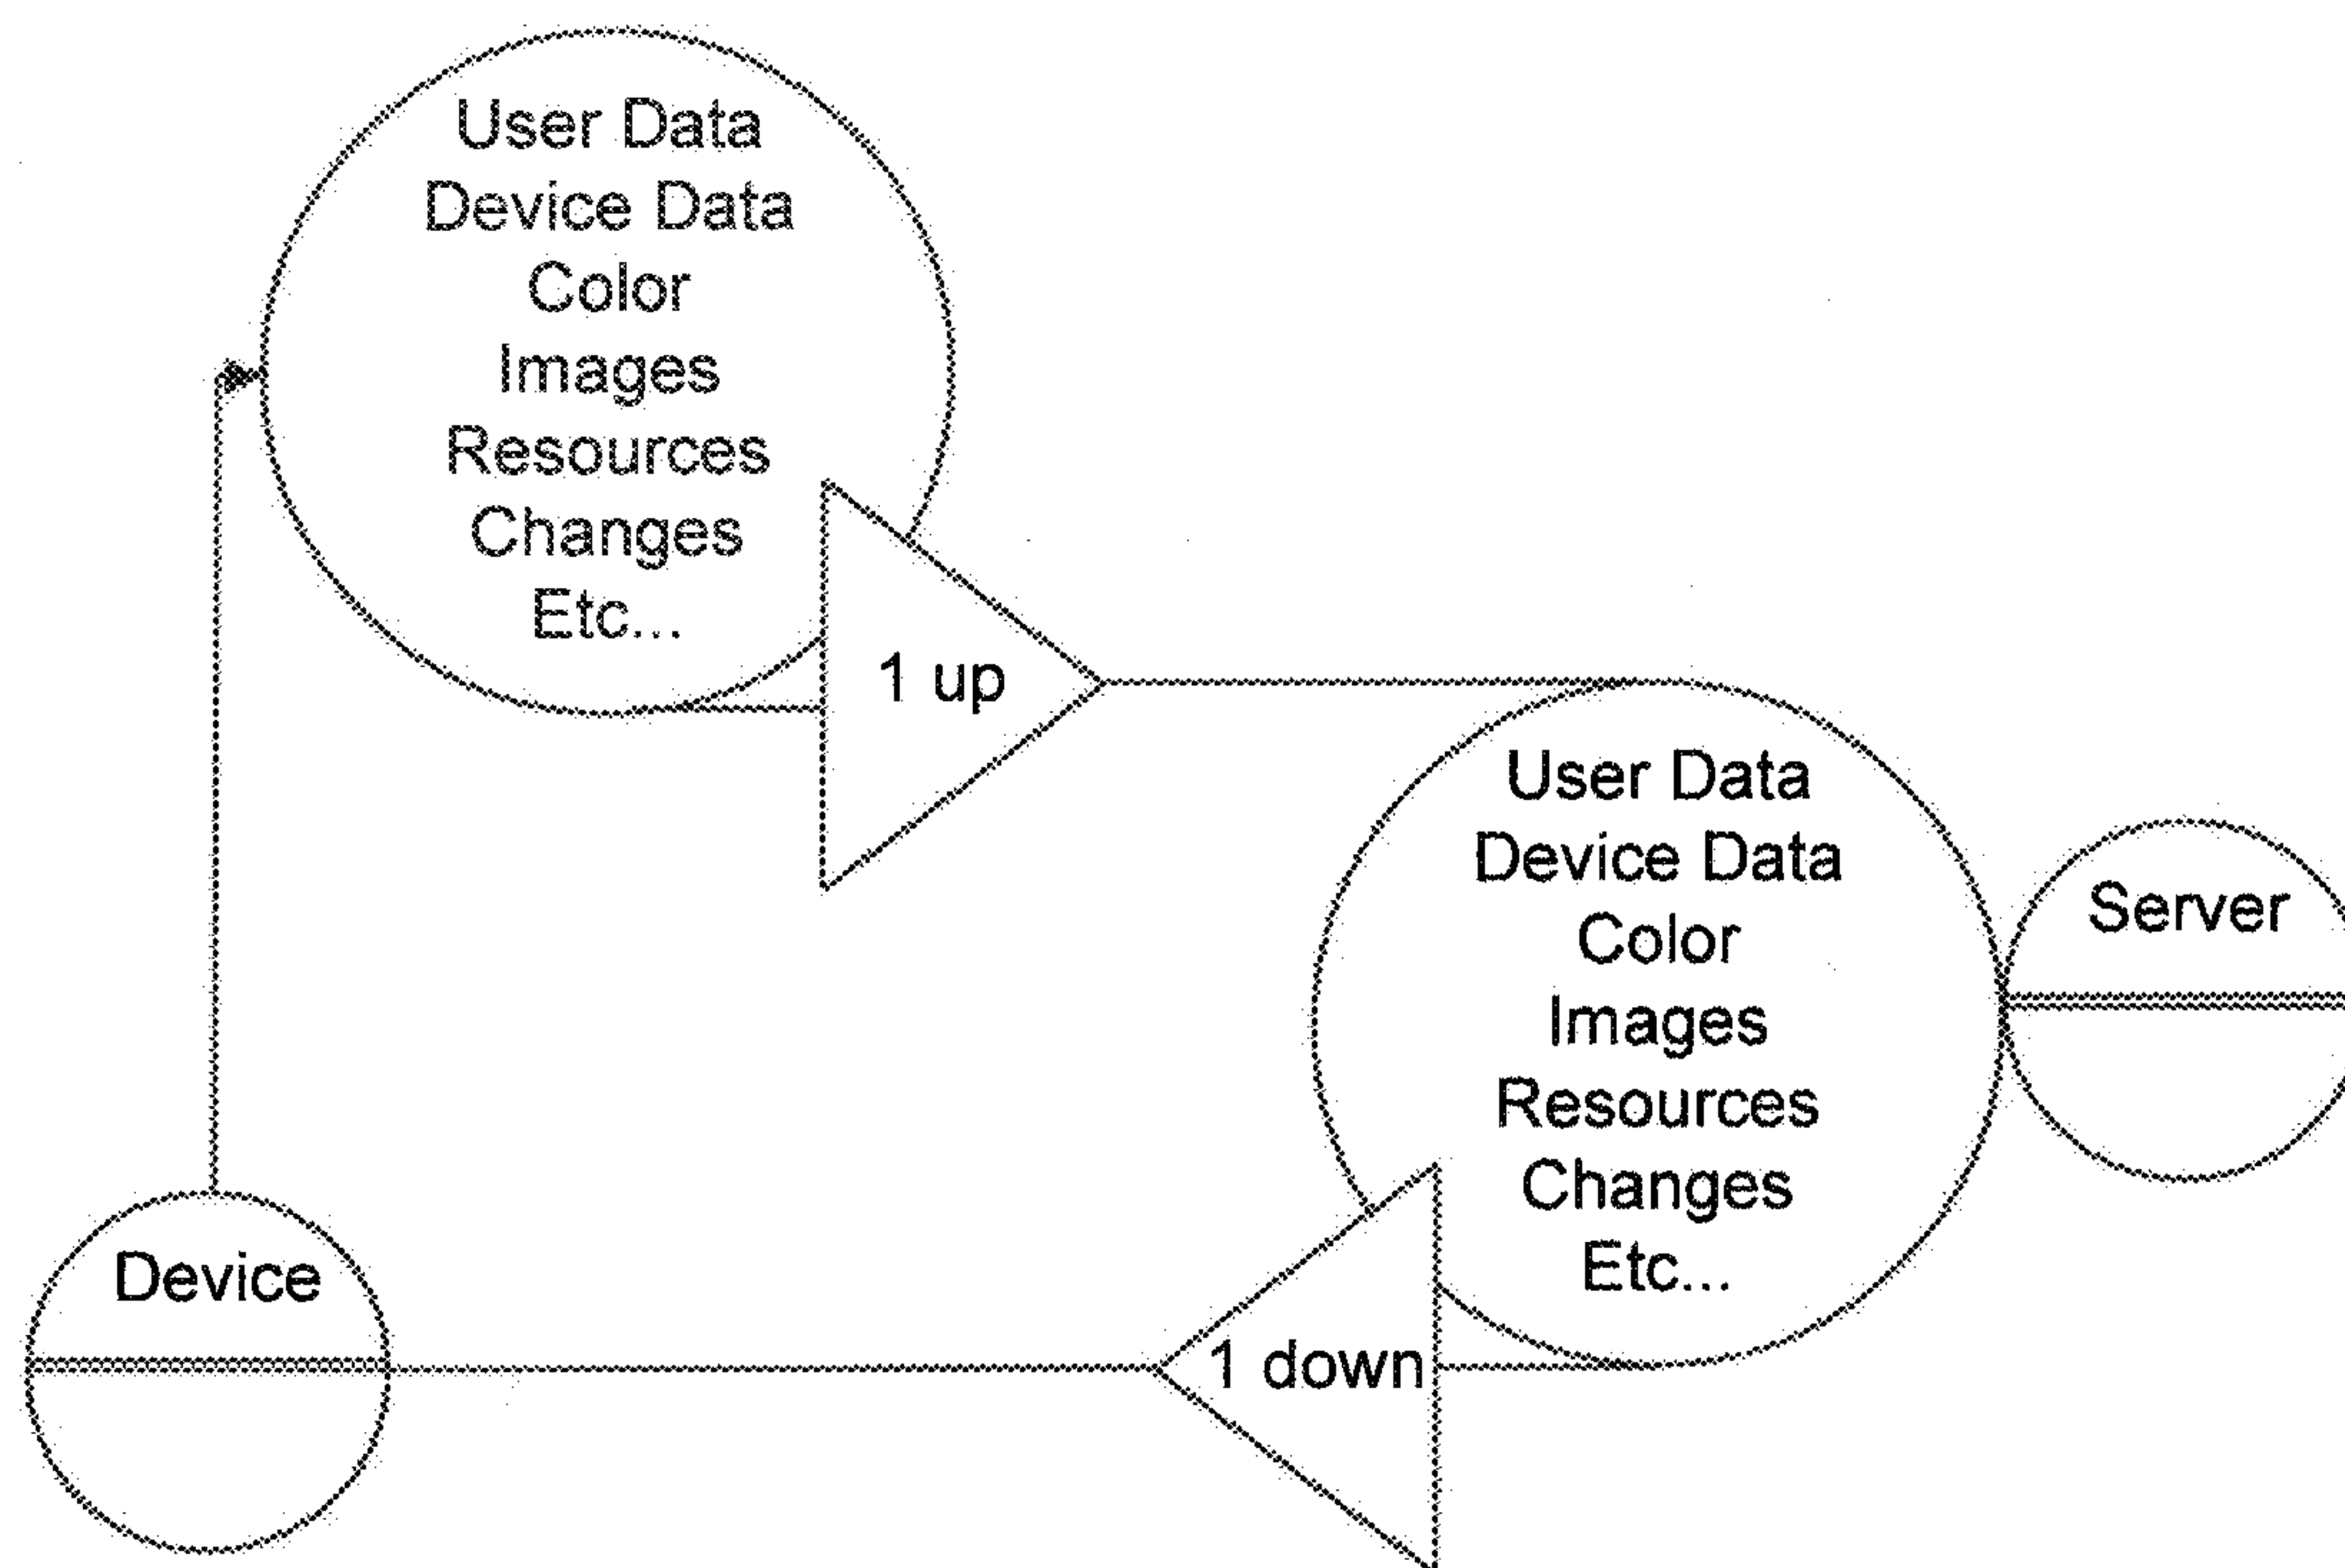 User Data
Device Data
Color
Images
Resources
Changes
Etc...
1 up
User Data
Device Data
Color
Images
Resources
Changes
Etc...
Server
Device
1 down